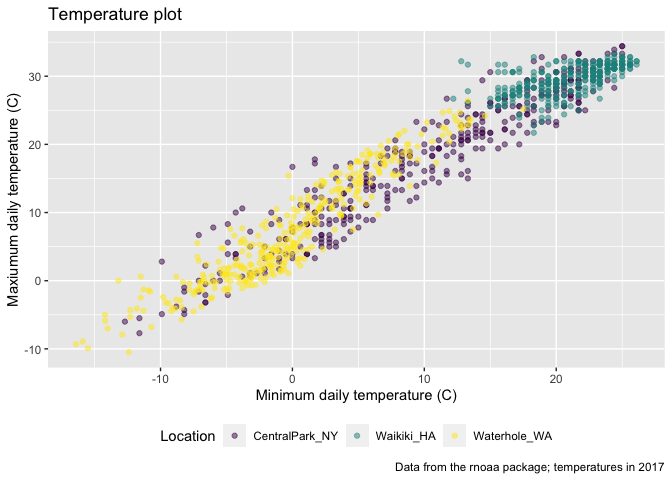 Temperature plot
Maxiumum daily temperature (C)
30
20
10
0
-10
-10 0 10 20
Minimum daily temperature (C)
Location CentralPark_NY Waikiki_HA Waterhole_WA
Data from the rnoaa package; temperatures in 2017